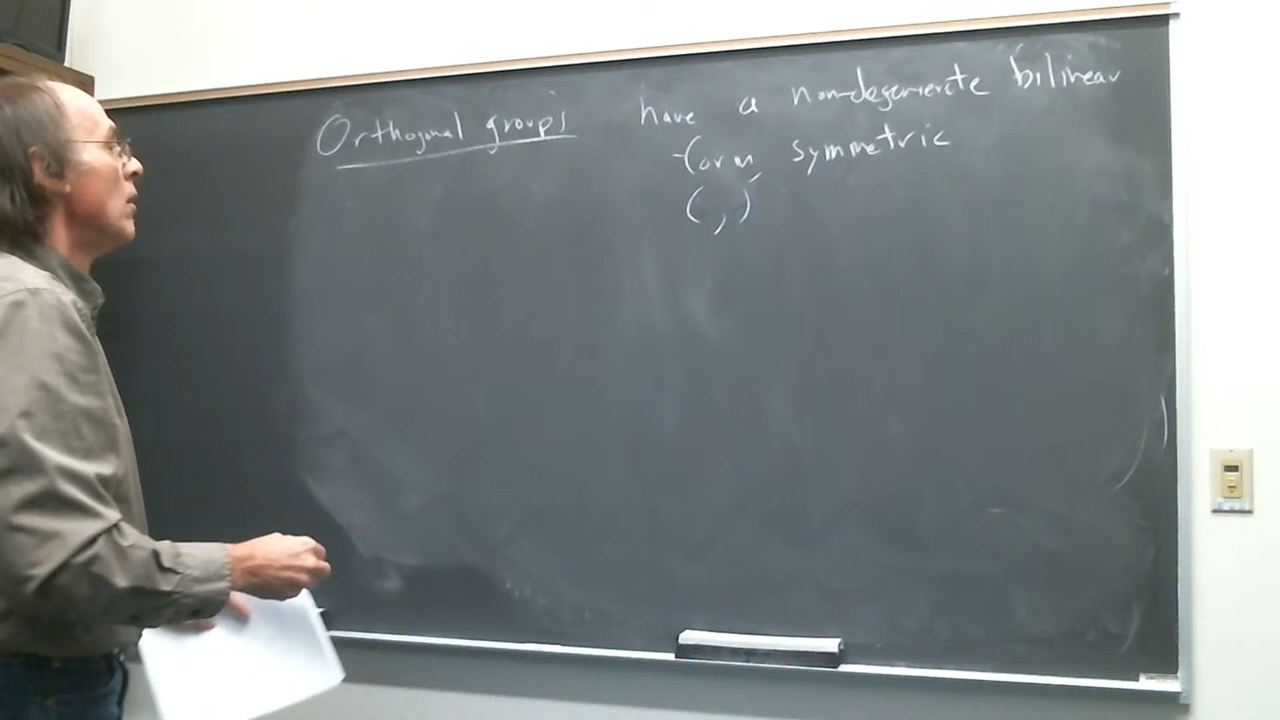 Orthogonal groups have a non-degenerate bilinear
form, symmetric
( , )